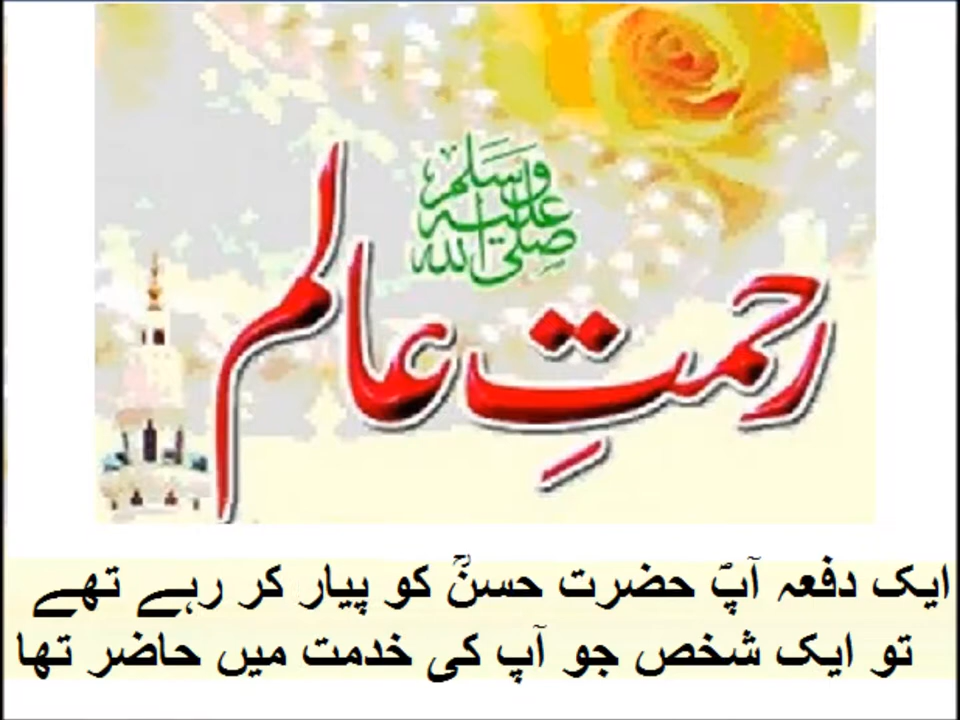 صلی اللہ علیہ وسلم
رحمتِ عالم
ایک دفعہ آپؐ حضرت حسنؓ کو پیار کر رہے تھے
تو ایک شخص جو آپ کی خدمت میں حاضر تھا